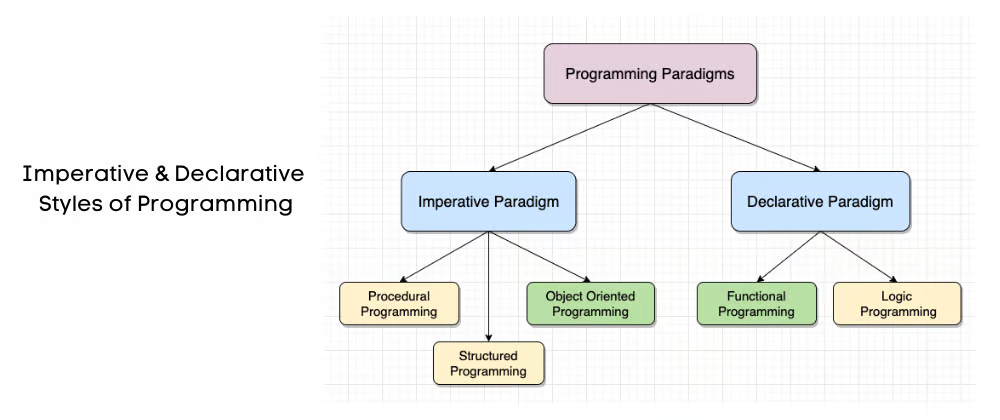 Imperative & Declarative
Styles of Programming
Programming Paradigms
Imperative Paradigm
Declarative Paradigm
Procedural
Programming
Object Oriented
Programming
Functional
Programming
Logic
Programming
Structured
Programming